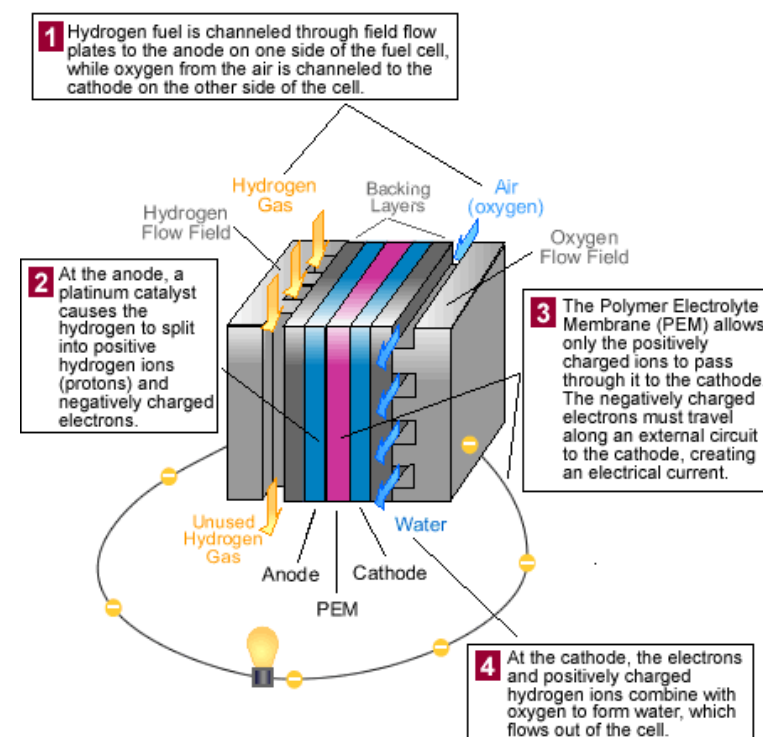 1 Hydrogen fuel is channeled through field flow
plates to the anode on one side of the fuel cell,
while oxygen from the air is channeled to the
cathode on the other side of the cell.
Hydrogen
Gas
Backing
Layers
Air
(oxygen)
Hydrogen
Flow Field
Oxygen
Flow Field
2 At the anode, a
platinum catalyst
causes the
hydrogen to split
into positive
hydrogen ions
(protons) and
negatively charged
electrons.
3 The Polymer Electrolyte
Membrane (PEM) allows
only the positively
charged ions to pass
through it to the cathode.
The negatively charged
electrons must travel
along an external circuit
to the cathode, creating
an electrical current.
Unused
Hydrogen
Gas
Water
Anode
Cathode
PEM
4 At the cathode, the electrons
and positively charged
hydrogen ions combine with
oxygen to form water, which
flows out of the cell.